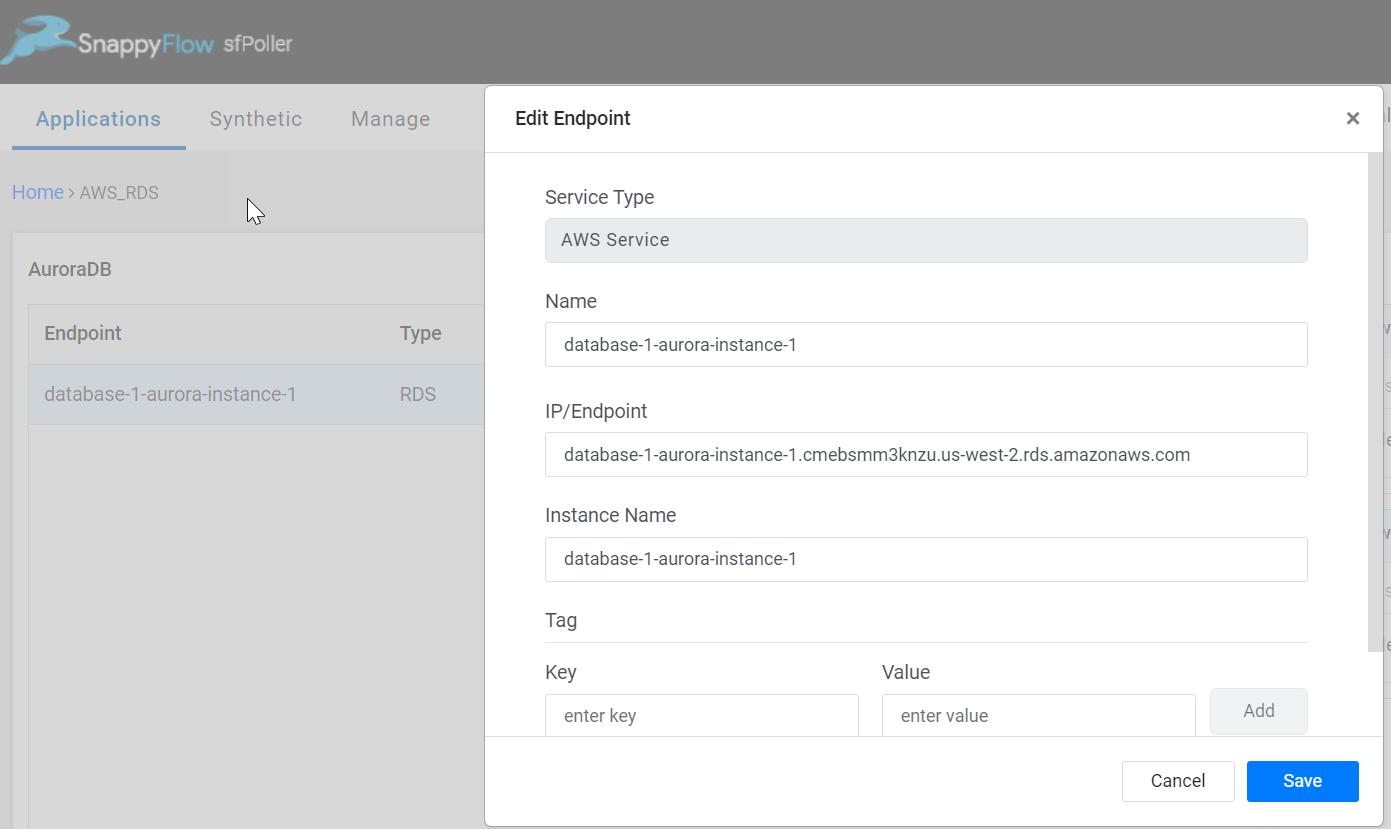 SnappyFlow sfPoller
Applications Synthetic Manage
Home › AWS_RDS
AuroraDB
Endpoint Type
database-1-aurora-instance-1 RDS
Edit Endpoint ×
Service Type
AWS Service
Name
database-1-aurora-instance-1
IP/Endpoint
database-1-aurora-instance-1.cmebsmm3knzu.us-west-2.rds.amazonaws.com
Instance Name
database-1-aurora-instance-1
Tag
Key Value
enter key enter value Add
Cancel Save